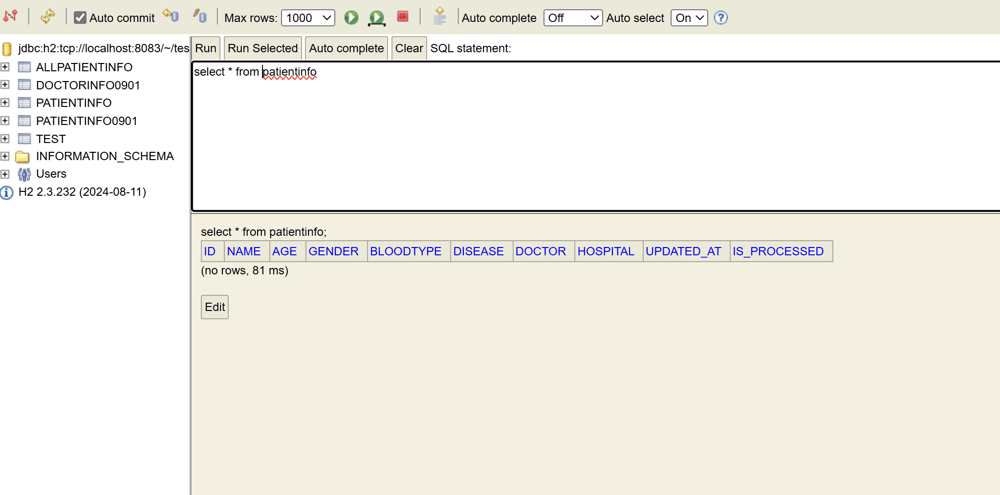 Auto commit Max rows: 1000 Auto complete Off Auto select On
jdbc:h2:tcp://localhost:8083/~/tes
ALLPATIENTINFO
DOCTORINFO0901
PATIENTINFO
PATIENTINFO0901
TEST
INFORMATION_SCHEMA
Users
H2 2.3.232 (2024-08-11)
Run Run Selected Auto complete Clear SQL statement:
select * from patientinfo
select * from patientinfo;
ID NAME AGE GENDER BLOODTYPE DISEASE DOCTOR HOSPITAL UPDATED_AT IS_PROCESSED
(no rows, 81 ms)
Edit